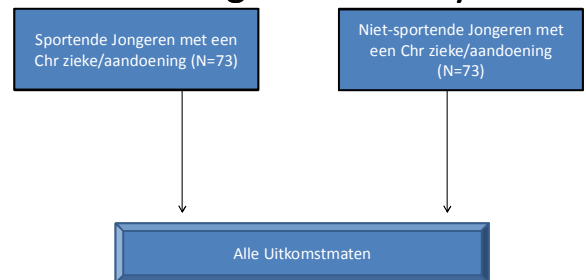 Sportende Jongeren met een
Chr zieke/aandoening (N=73)
Niet-sportende Jongeren met
een Chr zieke/aandoening
(N=73)
Alle Uitkomstmaten